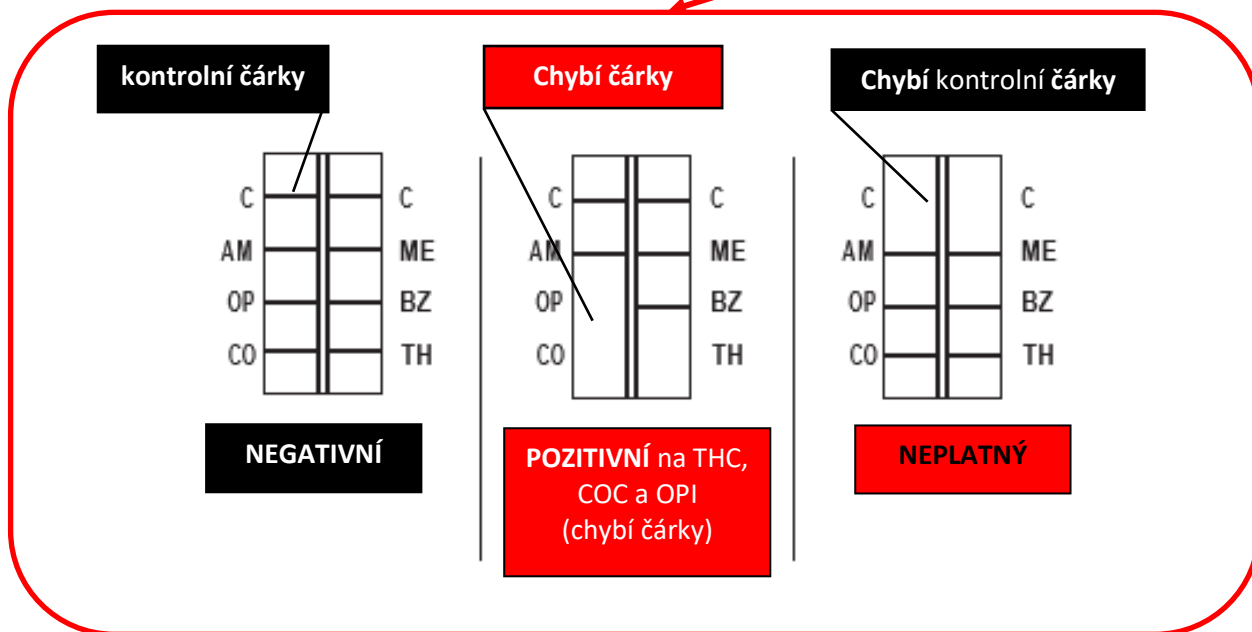 kontrolní čárky
Chybí čárky
Chybí kontrolní čárky
C C
AM ME
OP BZ
CO TH
C C
AM ME
OP BZ
CO TH
C C
AM ME
OP BZ
CO TH
NEGATIVNÍ
POZITIVNÍ na THC,
COC a OPI
(chybí čárky)
NEPLATNÝ